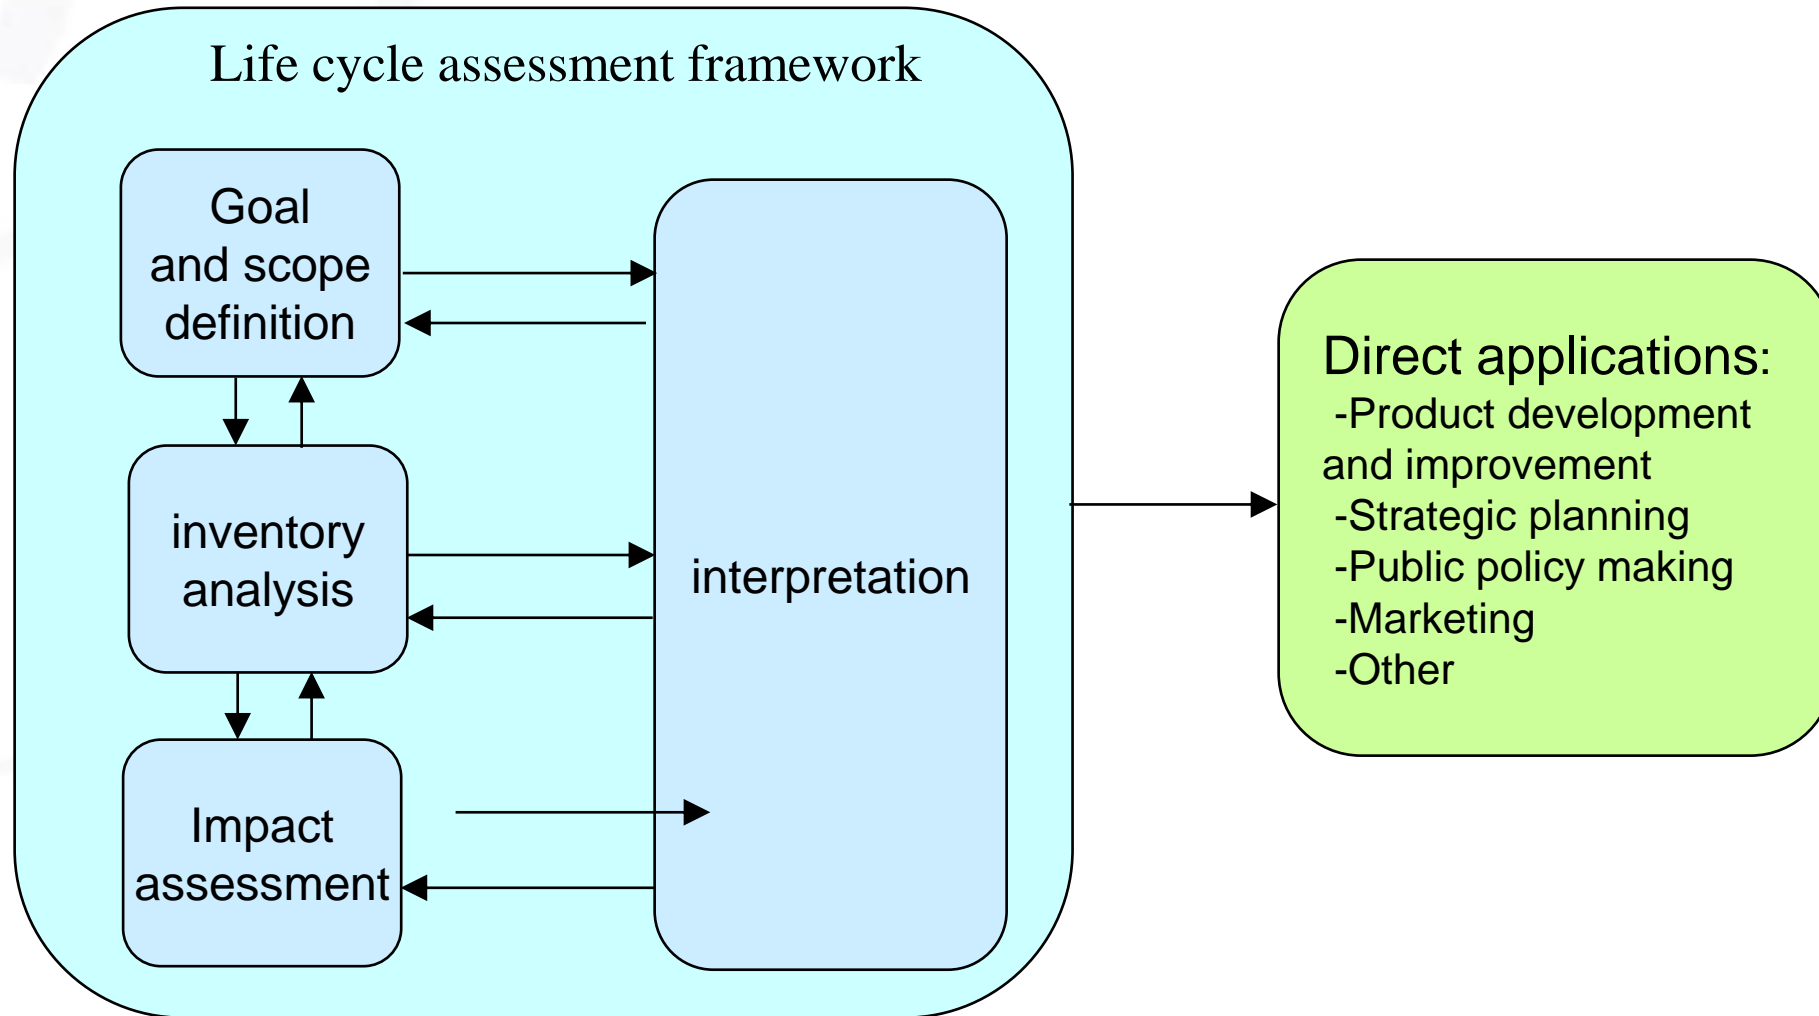 Life cycle assessment framework
Goal
and scope
definition
inventory
analysis
Impact
assessment
interpretation
Direct applications:
-Product development
and improvement
-Strategic planning
-Public policy making
-Marketing
-Other